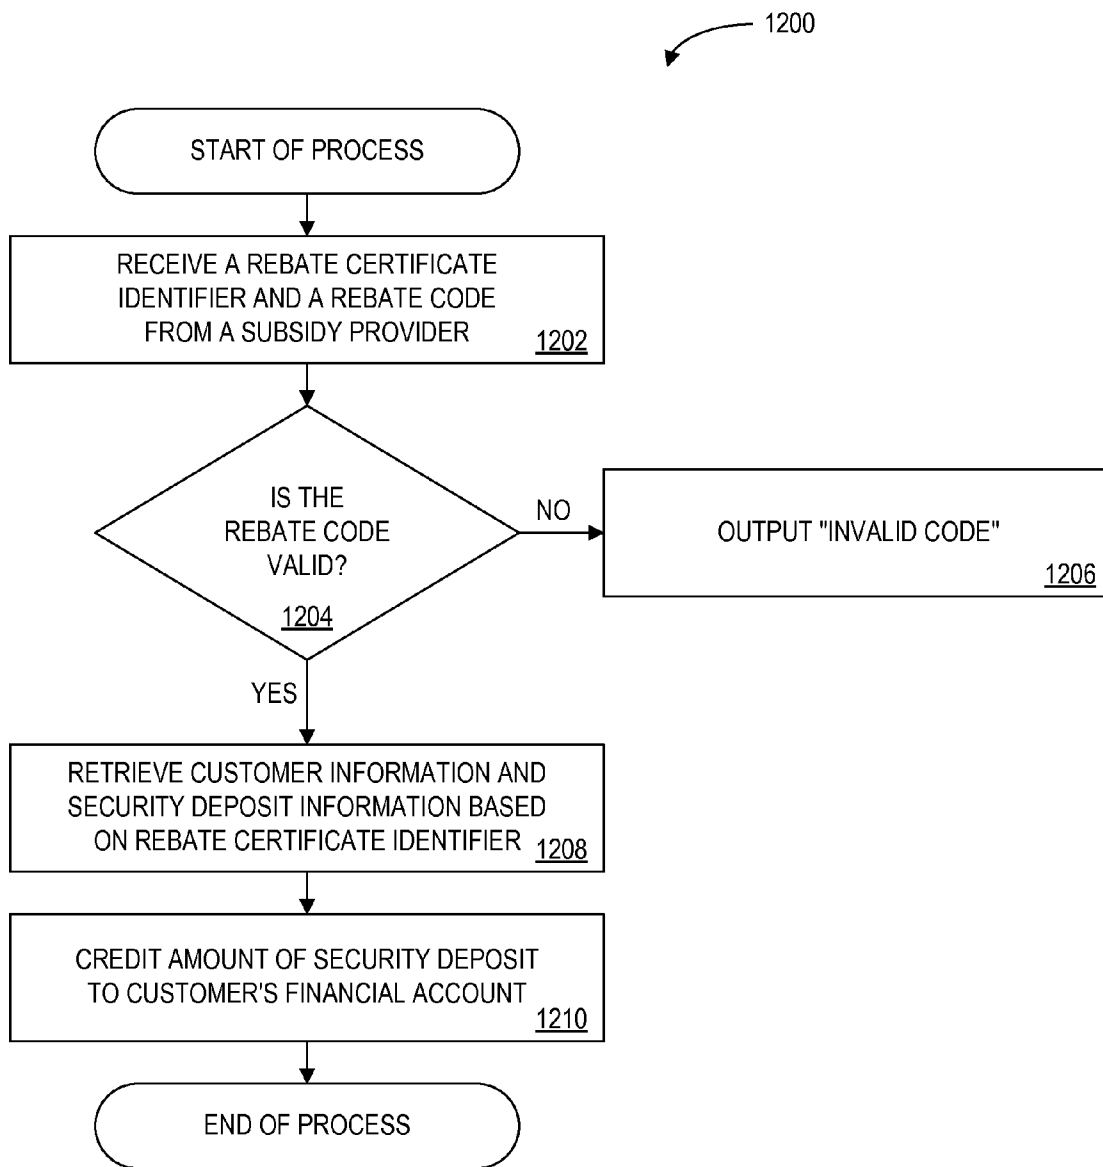 1200
START OF PROCESS
RECEIVE A REBATE CERTIFICATE
IDENTIFIER AND A REBATE CODE
FROM A SUBSIDY PROVIDER
1202
IS THE
REBATE CODE
VALID?
1204
NO
OUTPUT "INVALID CODE"
1206
YES
RETRIEVE CUSTOMER INFORMATION AND
SECURITY DEPOSIT INFORMATION BASED
ON REBATE CERTIFICATE IDENTIFIER
1208
CREDIT AMOUNT OF SECURITY DEPOSIT
TO CUSTOMER'S FINANCIAL ACCOUNT
1210
END OF PROCESS